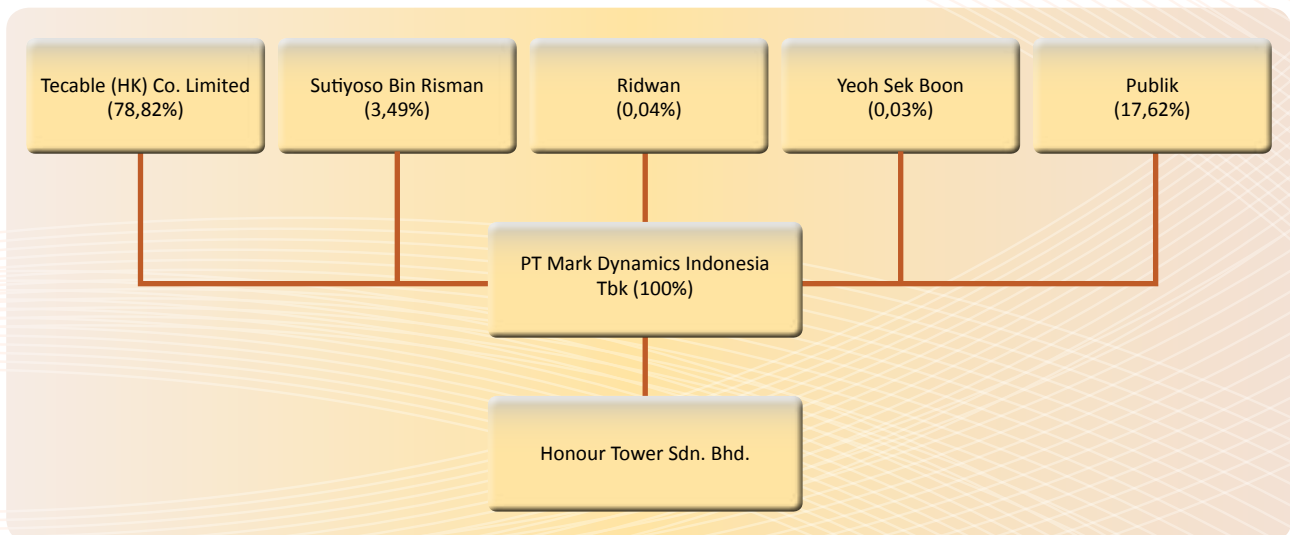 Tecable (HK) Co. Limited
(78,82%)
Sutiyoso Bin Risman
(3,49%)
Ridwan
(0,04%)
Yeoh Sek Boon
(0,03%)
Publik
(17,62%)
PT Mark Dynamics Indonesia
Tbk (100%)
Honour Tower Sdn. Bhd.